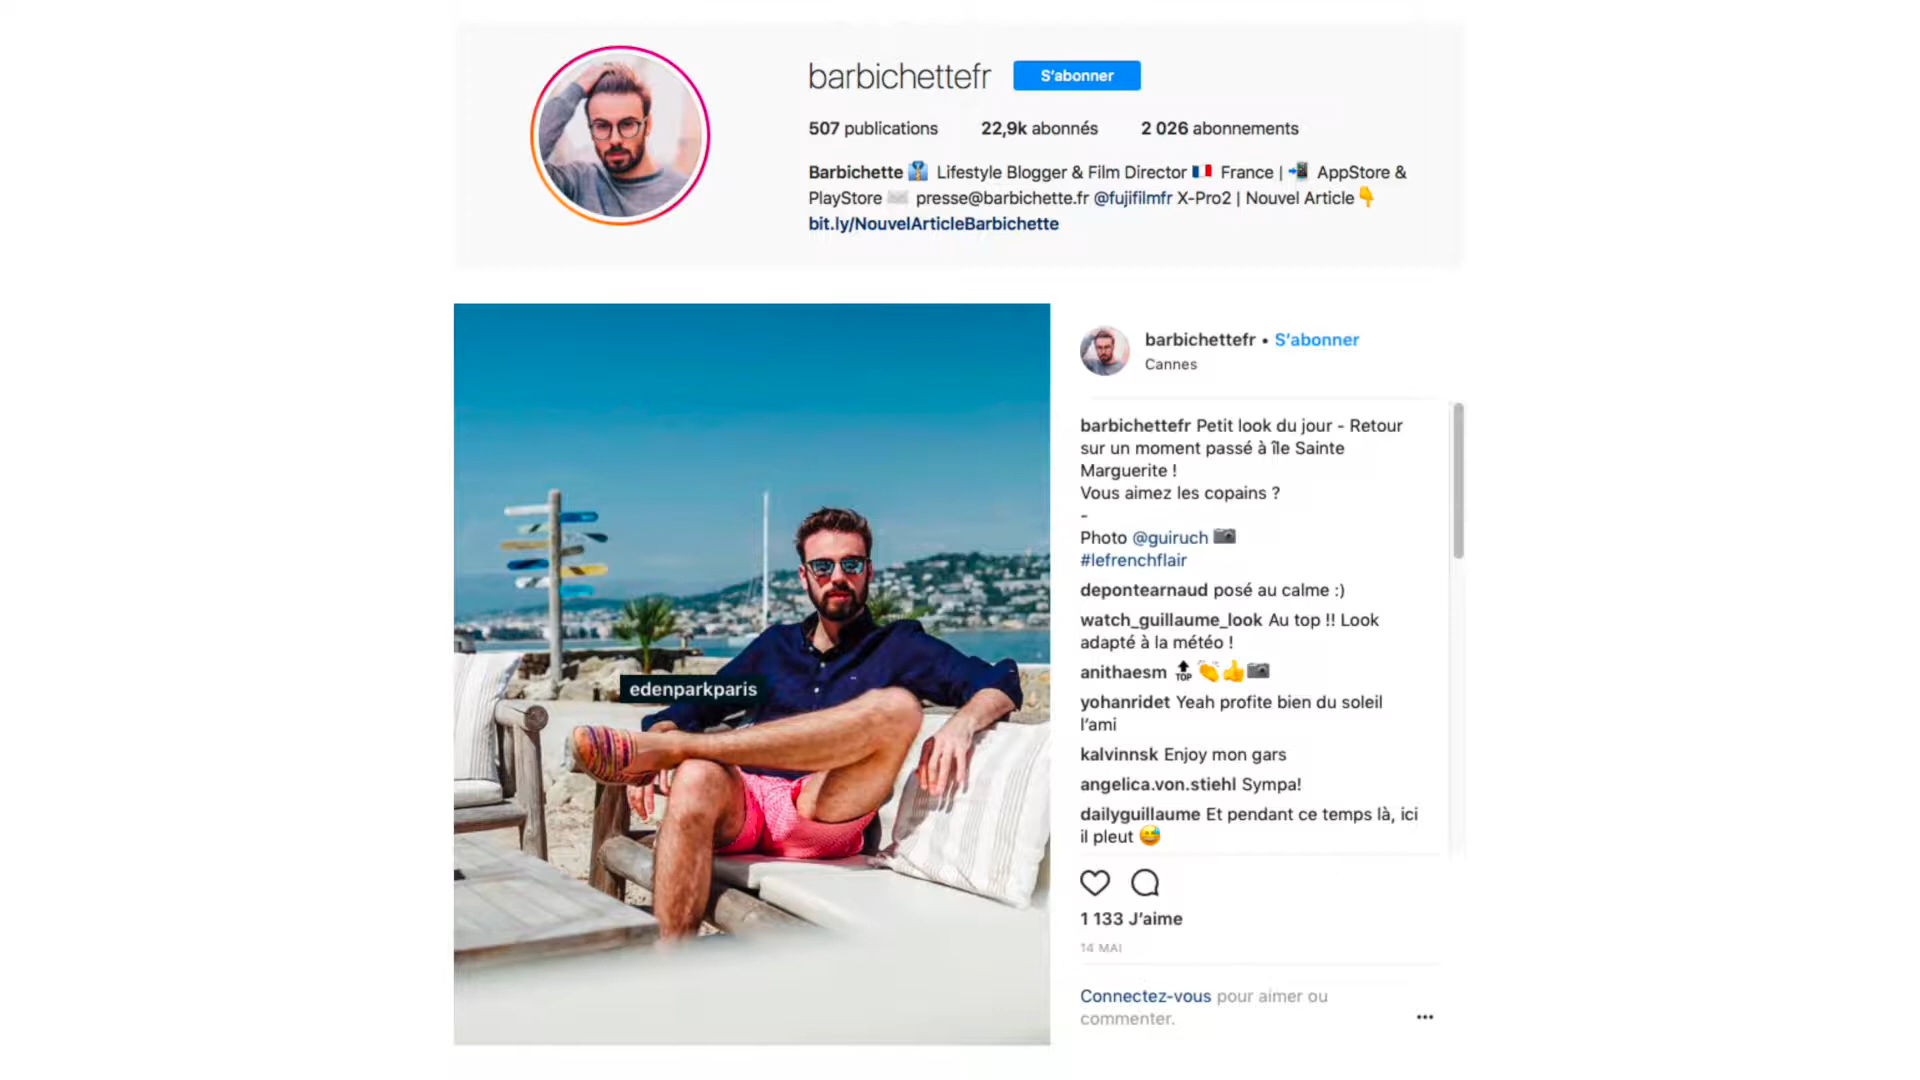 barbichettefr S'abonner
507 publications 22,9k abonnés 2 026 abonnements
Barbichette 👔 Lifestyle Blogger & Film Director 🇫🇷 France | 📲 AppStore &
PlayStore ✉️ presse@barbichette.fr @fujifilmfr X-Pro2 | Nouvel Article👇
bit.ly/NouvelArticleBarbichette
edenparkparis
barbichettefr • S'abonner
Cannes
barbichettefr Petit look du jour - Retour
sur un moment passé à île Sainte
Marguerite !
Vous aimez les copains ?
-
Photo @guiruch 📷
#lefrenchflair
depontearnaud posé au calme :)
watch_guillaume_look Au top !! Look
adapté à la météo !
anithaesm 🔝👏👍📷
yohanridet Yeah profite bien du soleil
l'ami
kalvinnsk Enjoy mon gars
angelica.von.stiehl Sympa!
dailyguillaume Et pendant ce temps là, ici
il pleut 😅
1 133 J'aime
14 MAI
Connectez-vous pour aimer ou
commenter.